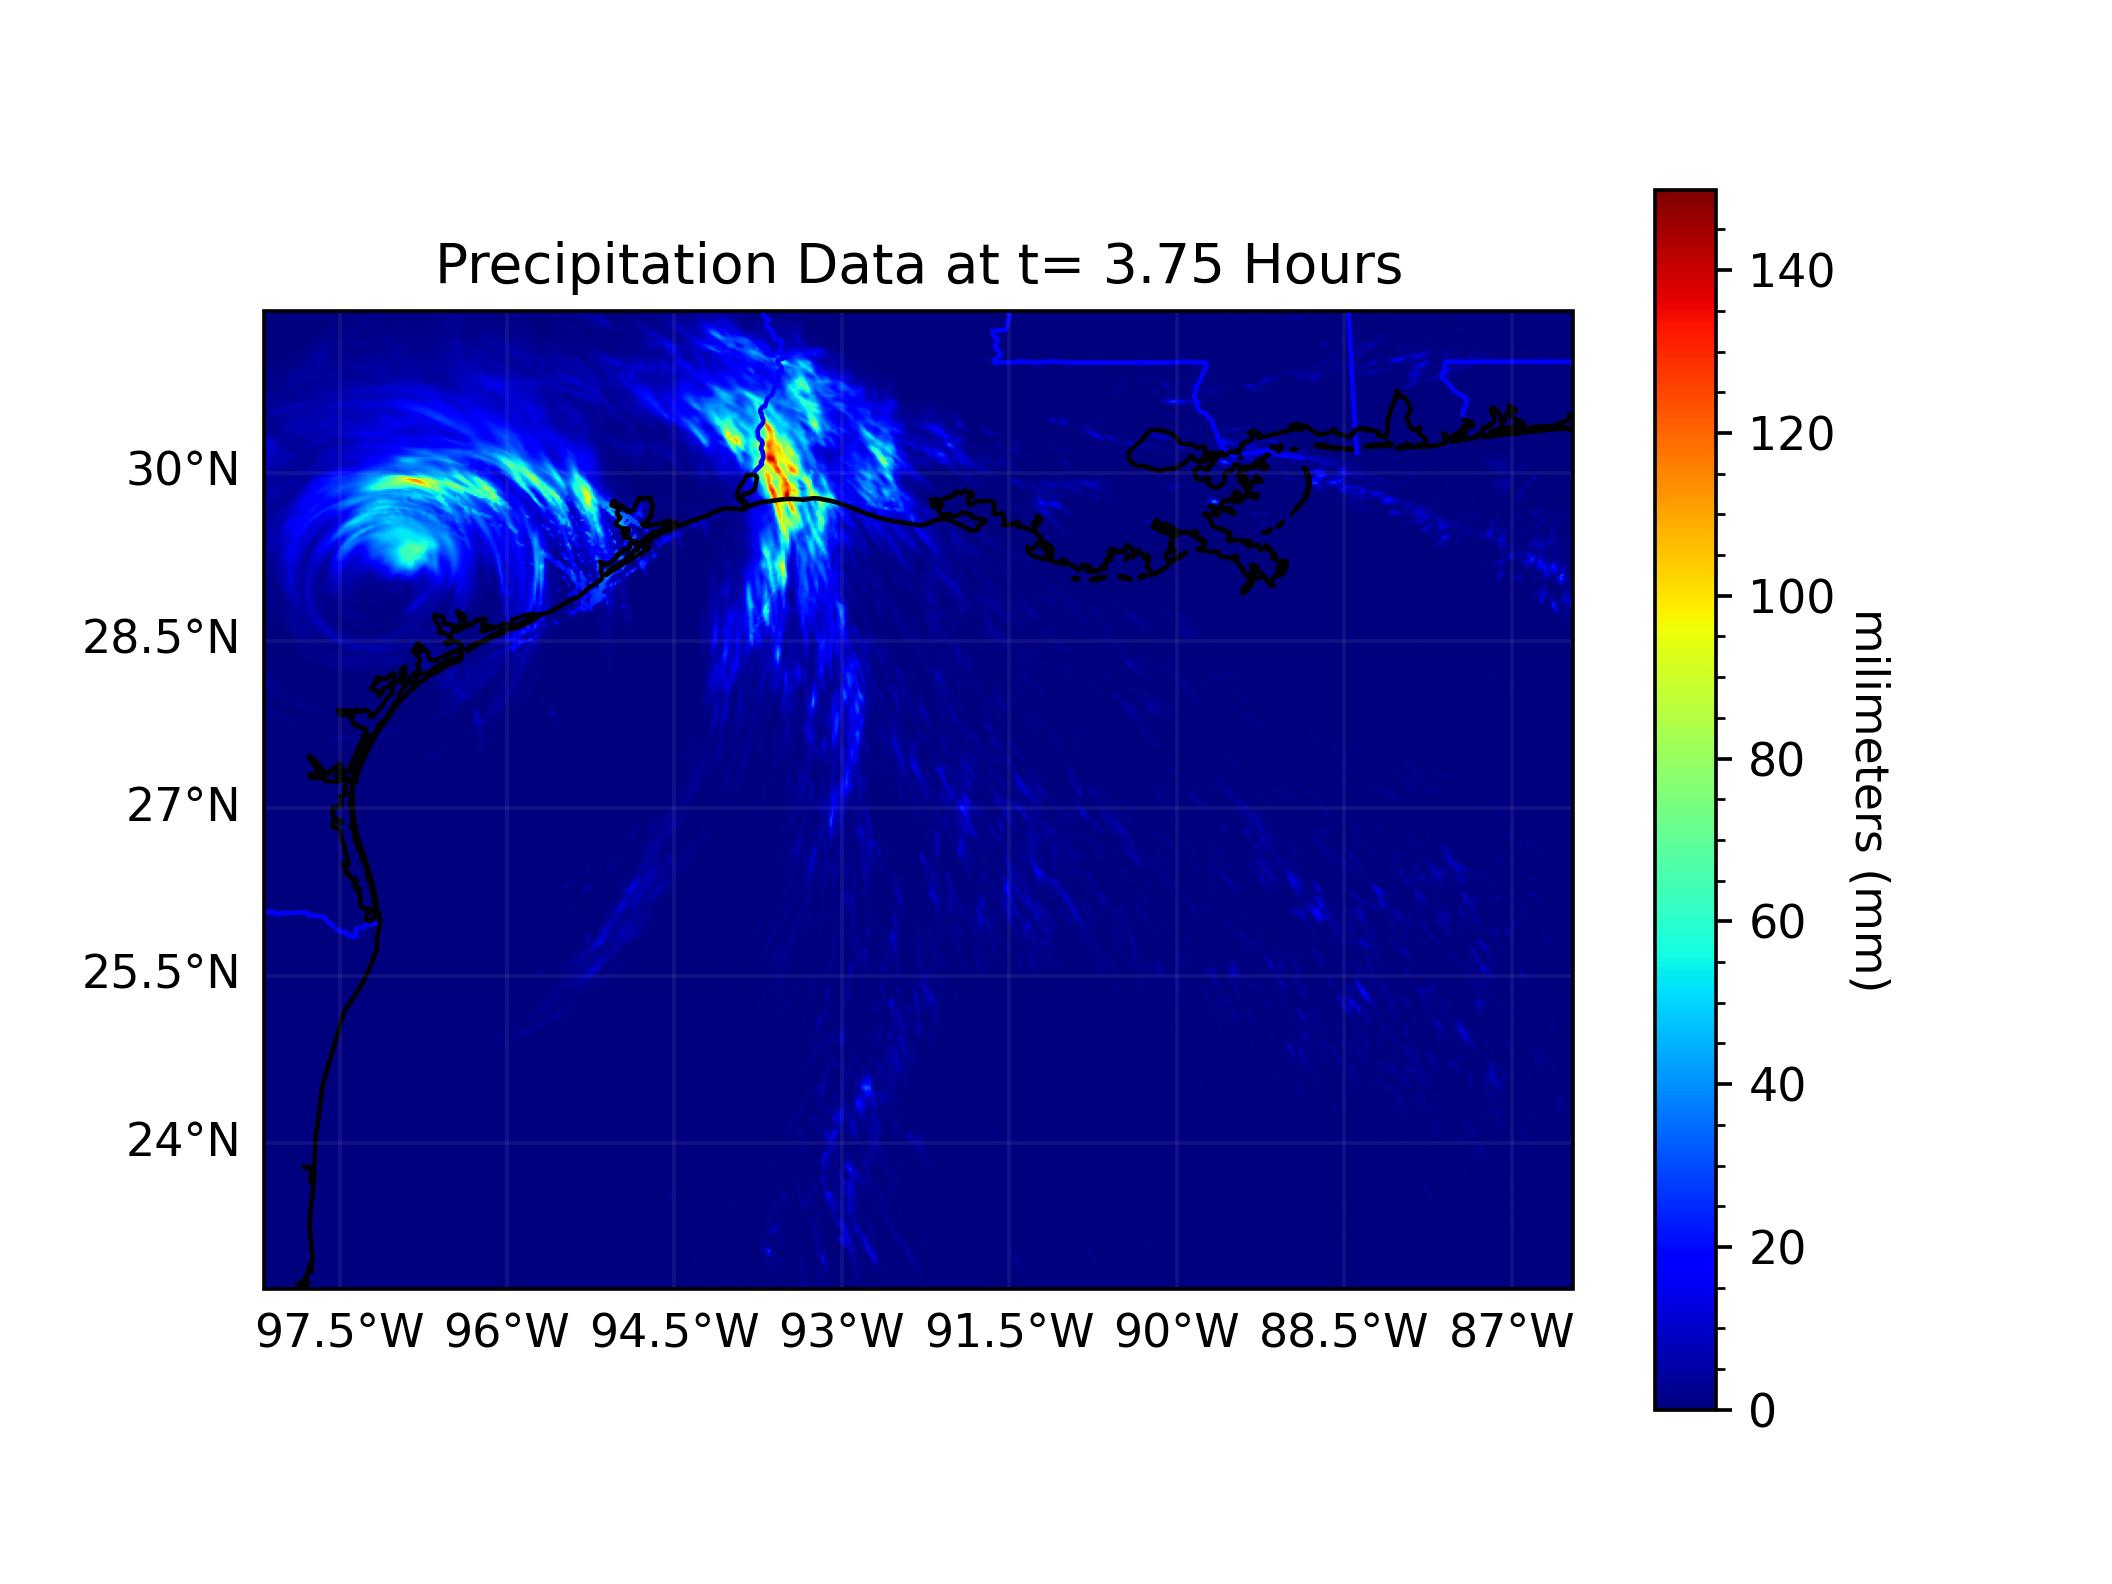 Precipitation Data at t= 3.75 Hours
30°N
28.5°N
27°N
25.5°N
24°N
97.5°W 96°W 94.5°W 93°W 91.5°W 90°W 88.5°W 87°W
140
120
100
80
60
40
20
0
milimeters (mm)